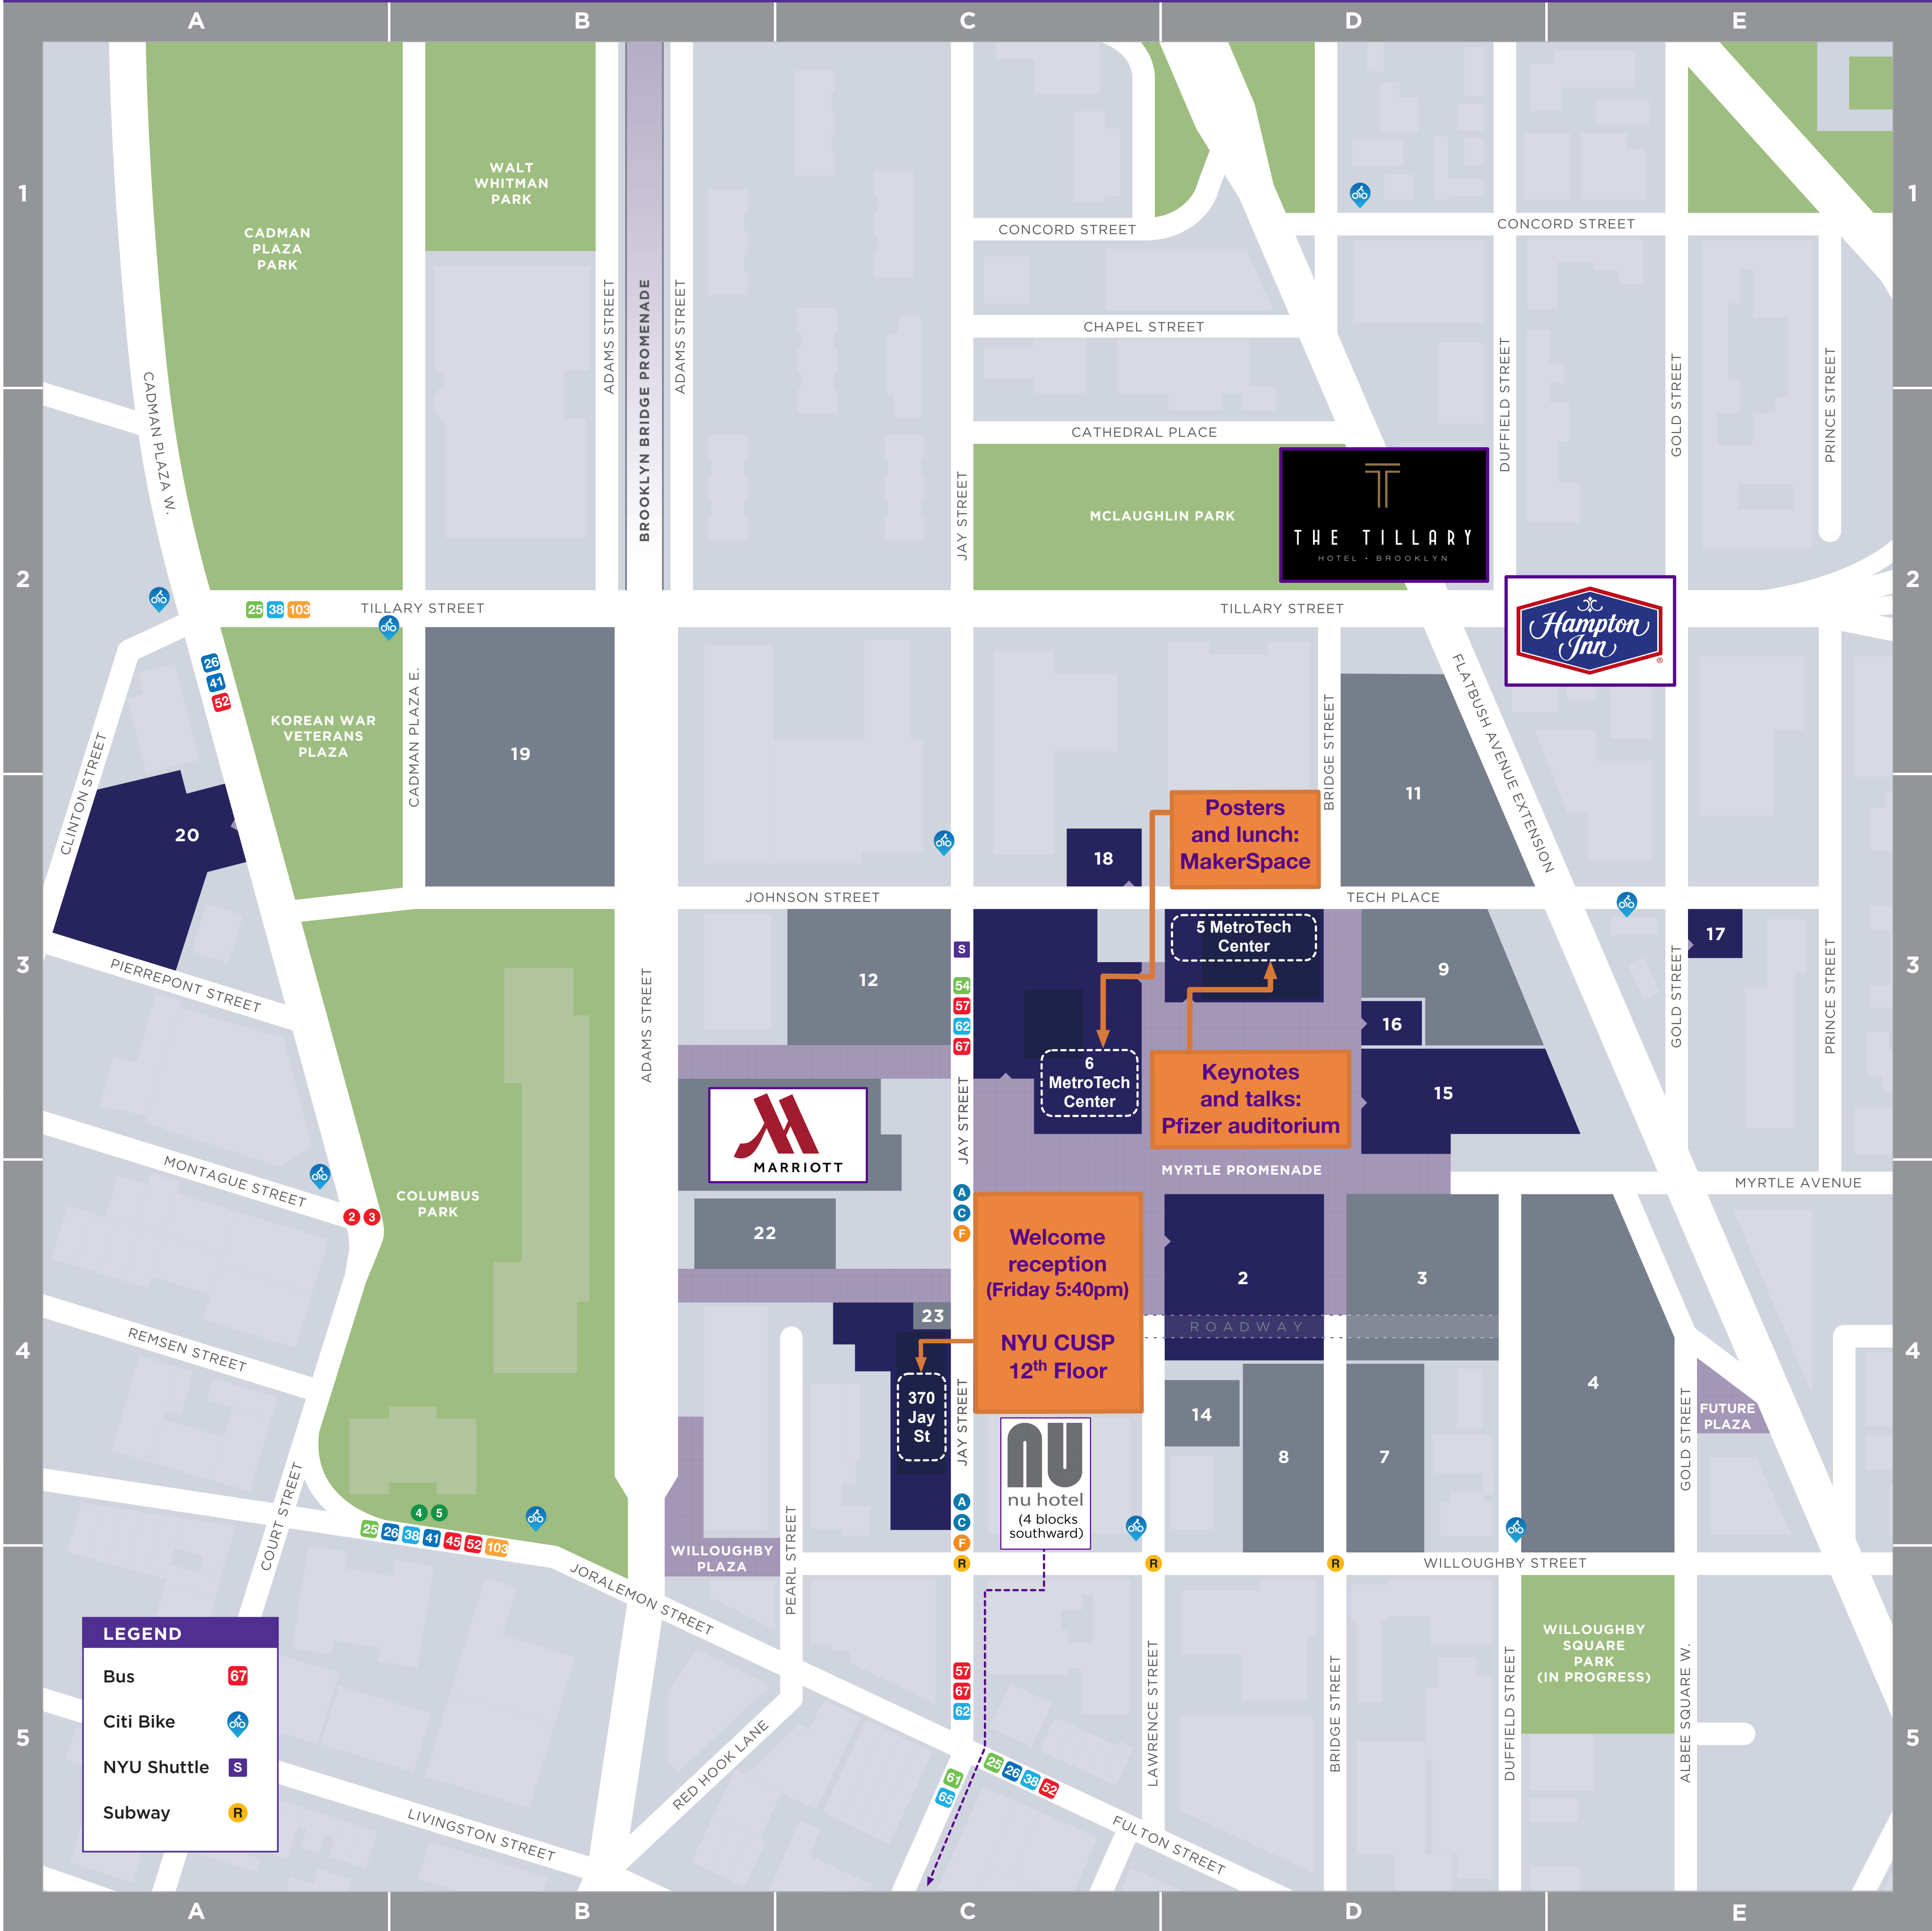 A
B
C
D
E
1
1
WALT
WHITMAN
PARK
CADMAN
PLAZA
PARK
CONCORD STREET
CONCORD STREET
ADAMS STREET
BROOKLYN BRIDGE PROMENADE
ADAMS STREET
CHAPEL STREET
CADMAN PLAZA W.
DUFFIELD STREET
GOLD STREET
PRINCE STREET
CATHEDRAL PLACE
JAY STREET
MCLAUGHLIN PARK
THE TILLARY
HOTEL • BROOKLYN
2
2
25 38 103
TILLARY STREET
TILLARY STREET
Hampton
Inn
®
26
41
52
KOREAN WAR
VETERANS
PLAZA
CADMAN PLAZA E.
19
CLINTON STREET
20
BRIDGE STREET
11
FLATBUSH AVENUE EXTENSION
Posters
and lunch:
MakerSpace
18
JOHNSON STREET
TECH PLACE
3
3
PIERREPONT STREET
ADAMS STREET
12
S
54
57
62
67
5 MetroTech
Center
9
16
17
GOLD STREET
PRINCE STREET
6
MetroTech
Center
Keynotes
and talks:
Pfizer auditorium
15
MARRIOTT
JAY STREET
MYRTLE PROMENADE
MYRTLE AVENUE
MONTAGUE STREET
2 3
COLUMBUS
PARK
A
C
F
22
Welcome
reception
(Friday 5:40pm)
NYU CUSP
12th Floor
2
3
23
ROADWAY
4
4
REMSEN STREET
370
Jay
St
JAY STREET
4
14
8
7
GOLD STREET
FUTURE
PLAZA
nu
nu hotel
(4 blocks
southward)
COURT STREET
4 5
25 26 38 41 45 52 103
A
C
F
R
R
R
WILLOUGHBY STREET
WILLOUGHBY
PLAZA
PEARL STREET
JORALEMON STREET
LEGEND
Bus 67
Citi Bike
NYU Shuttle S
Subway R
WILLOUGHBY
SQUARE
PARK
(IN PROGRESS)
57
67
62
LAWRENCE STREET
BRIDGE STREET
DUFFIELD STREET
ALBEE SQUARE W.
5
5
RED HOOK LANE
61
65
25 26 38 52
LIVINGSTON STREET
FULTON STREET
A
B
C
D
E